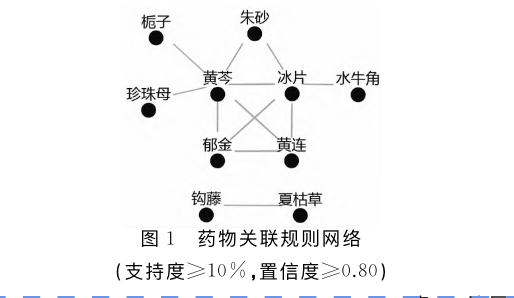 朱砂
栀子
黄芩 冰片 水牛角
珍珠母
郁金 黄连
钩藤 夏枯草
图 1 药物关联规则网络
(支持度≥10%,置信度≥0.80)